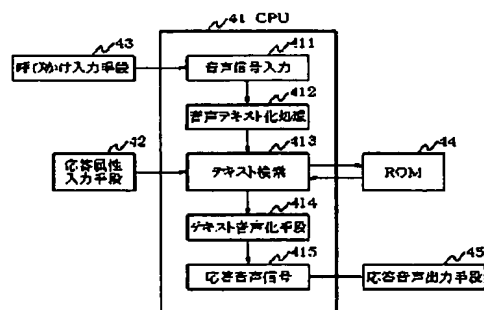 41 CPU
43
411
呼びかけ入力手段
音声信号入力
412
音声テキスト化処理
42
413
44
応答属性
入力手段
テキスト検索
ROM
414
テキスト音声化手段
415
45
応答音声信号
応答音声出力手段